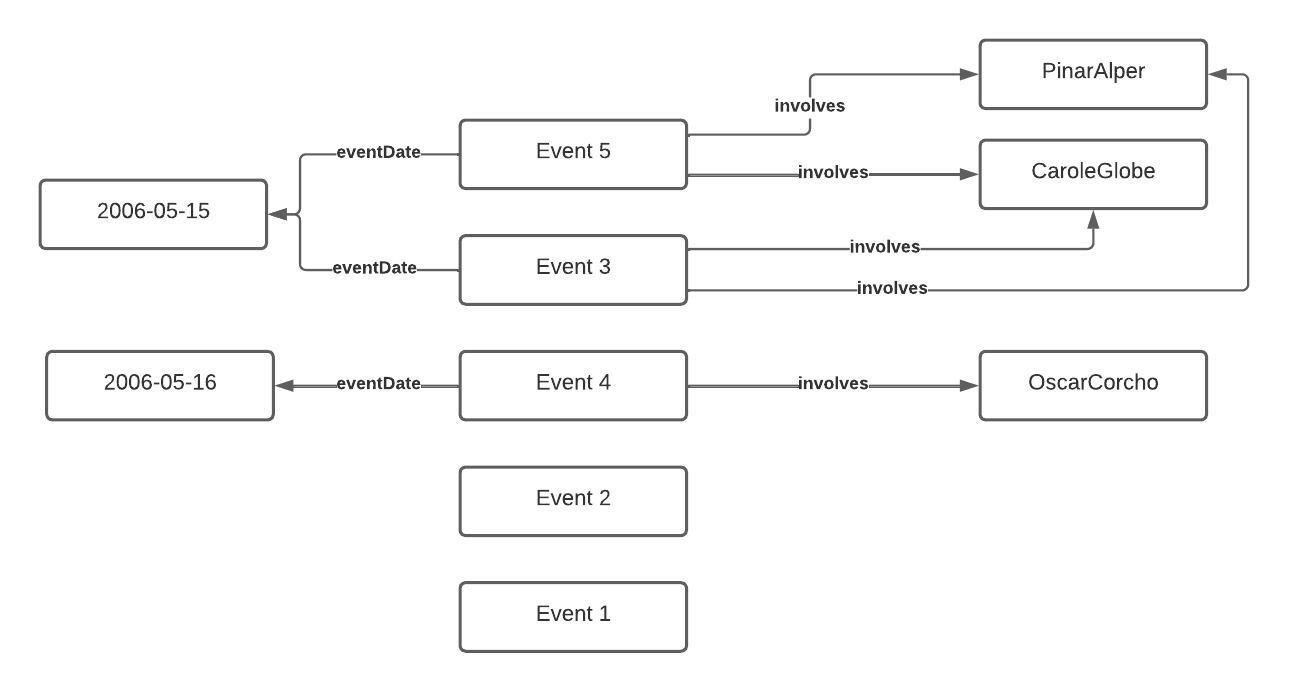 PinarAlper
involves
Event 5
eventDate
involves
CaroleGlobe
2006-05-15
involves
Event 3
eventDate
involves
2006-05-16
eventDate
Event 4
involves
OscarCorcho
Event 2
Event 1